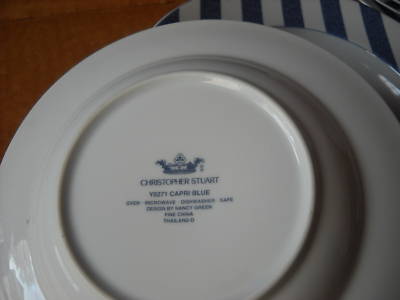 CHRISTOPHER STUART
Y0271 CAPRI BLUE
OVEN · MICROWAVE · DISHWASHER · SAFE
DESIGN BY NANCY GREEN
FINE CHINA
THAILAND-D